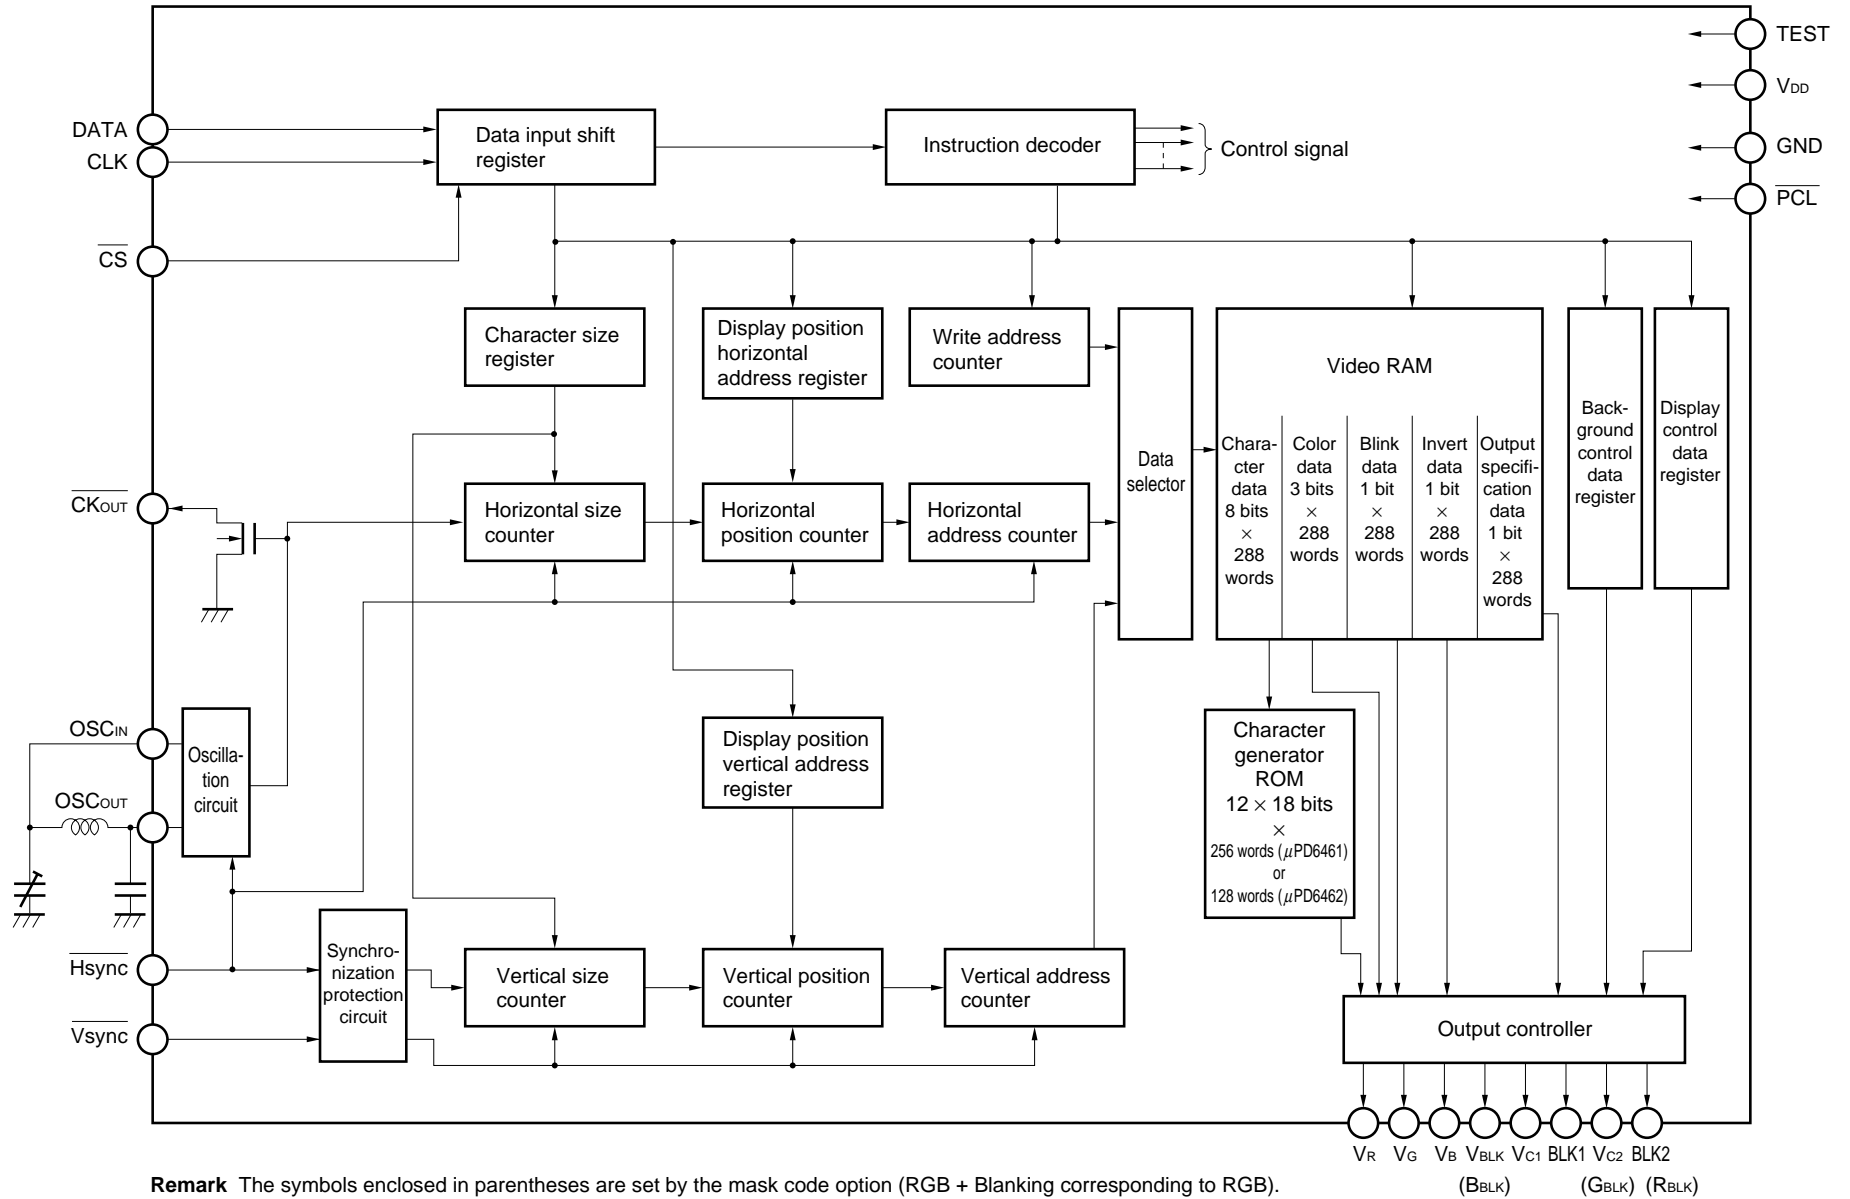 TEST
VDD
GND
PCL
DATA
CLK
CS
Data input shift
register
Instruction decoder
Control signal
Character size
register
Display position
horizontal
address register
Write address
counter
Data
selector
Video RAM
Chara-
cter
data
8 bits
×
288
words
Color
data
3 bits
×
288
words
Blink
data
1 bit
×
288
words
Invert
data
1 bit
×
288
words
Output
specifi-
cation
data
1 bit
×
288
words
Back-
ground
control
data
register
Display
control
data
register
CKOUT
Horizontal size
counter
Horizontal
position counter
Horizontal
address counter
OSCIN
OSCOUT
Oscilla-
tion
circuit
Display position
vertical address
register
Character
generator
ROM
12 × 18 bits
×
256 words (μPD6461)
or
128 words (μPD6462)
Hsync
Vsync
Synchro-
nization
protection
circuit
Vertical size
counter
Vertical position
counter
Vertical address
counter
Output controller
VR VG VB VBLK VC1 BLK1 VC2 BLK2
(BBLK) (GBLK) (RBLK)
Remark The symbols enclosed in parentheses are set by the mask code option (RGB + Blanking corresponding to RGB).